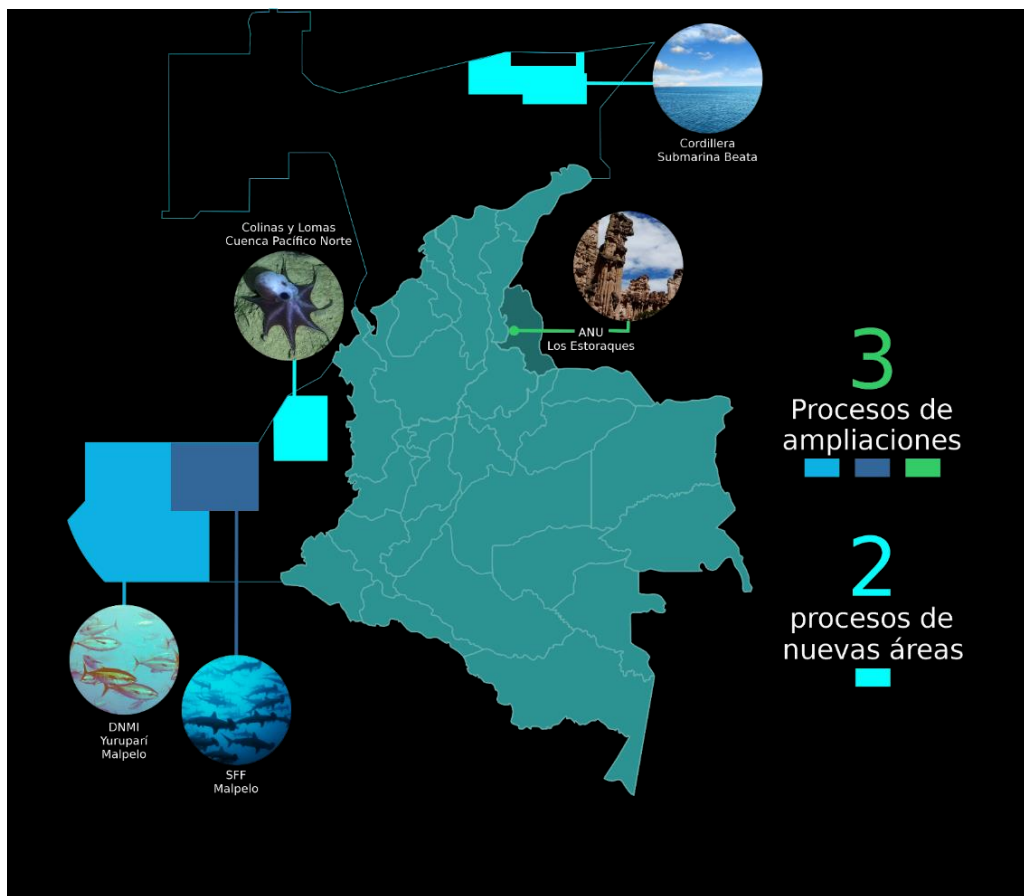 Cordillera
Submarina Beata
Colinas y Lomas
Cuenca Pacífico Norte
ANU
Los Estoraques
3
Procesos de
ampliaciones
2
procesos de
nuevas áreas
DNMI
Yuruparí
Malpelo
SFF
Malpelo